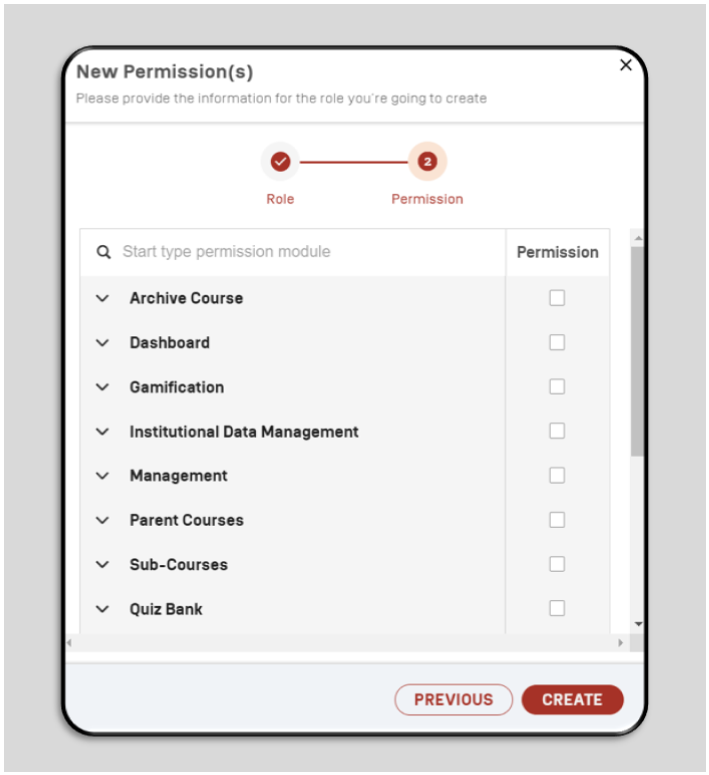 New Permission(s)
Please provide the information for the role you're going to create
2
Role Permission
Start type permission module Permission
Archive Course
Dashboard
Gamification
Institutional Data Management
Management
Parent Courses
Sub-Courses
Quiz Bank
PREVIOUS CREATE